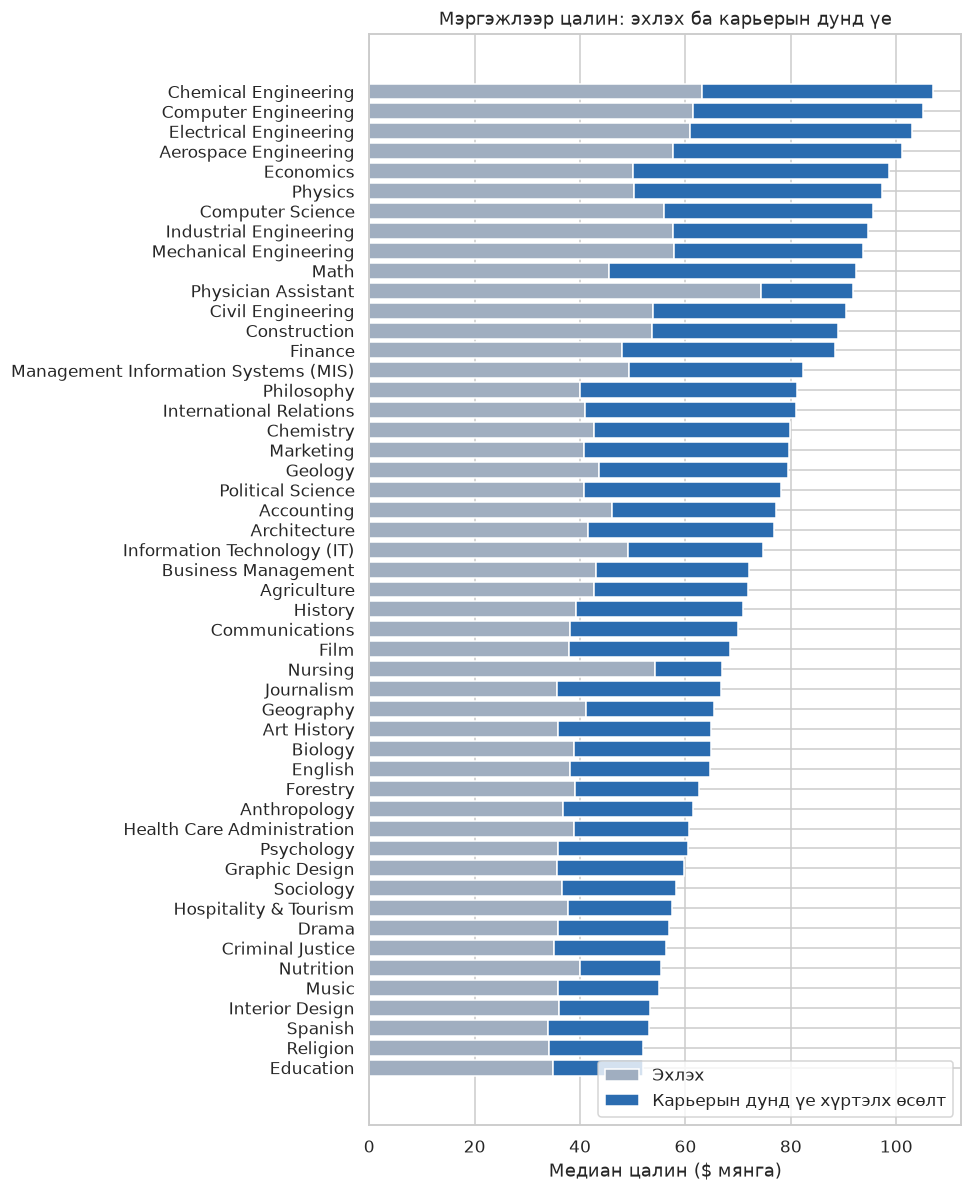 Мэргэжлээр цалин: эхлэх ба карьерын дунд үе
Chemical Engineering
Computer Engineering
Electrical Engineering
Aerospace Engineering
Economics
Physics
Computer Science
Industrial Engineering
Mechanical Engineering
Math
Physician Assistant
Civil Engineering
Construction
Finance
Management Information Systems (MIS)
Philosophy
International Relations
Chemistry
Marketing
Geology
Political Science
Accounting
Architecture
Information Technology (IT)
Business Management
Agriculture
History
Communications
Film
Nursing
Journalism
Geography
Art History
Biology
English
Forestry
Anthropology
Health Care Administration
Psychology
Graphic Design
Sociology
Hospitality & Tourism
Drama
Criminal Justice
Nutrition
Music
Interior Design
Spanish
Religion
Education
Эхлэх
Карьерын дунд үе хүртэлх өсөлт
0 20 40 60 80 100
Медиан цалин ($ мянга)